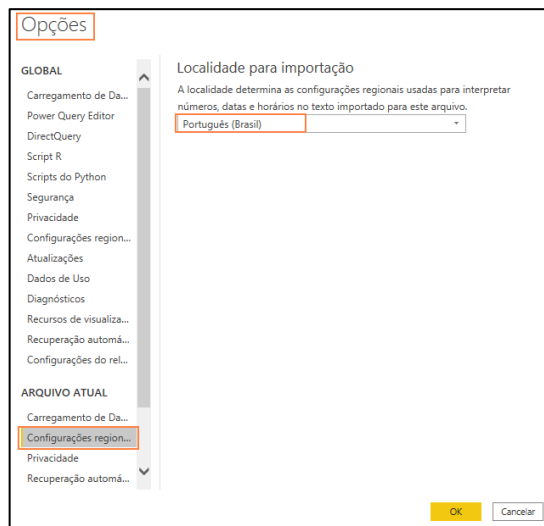 Opções
GLOBAL
Carregamento de Da...
Power Query Editor
DirectQuery
Script R
Scripts do Python
Segurança
Privacidade
Configurações region...
Atualizações
Dados de Uso
Diagnósticos
Recursos de visualiza...
Recuperação automá...
Configurações do rel...
ARQUIVO ATUAL
Carregamento de Da...
Configurações region...
Privacidade
Recuperação automá...
Localidade para importação
A localidade determina as configurações regionais usadas para interpretar
números, datas e horários no texto importado para este arquivo.
Português (Brasil)
OK
Cancelar